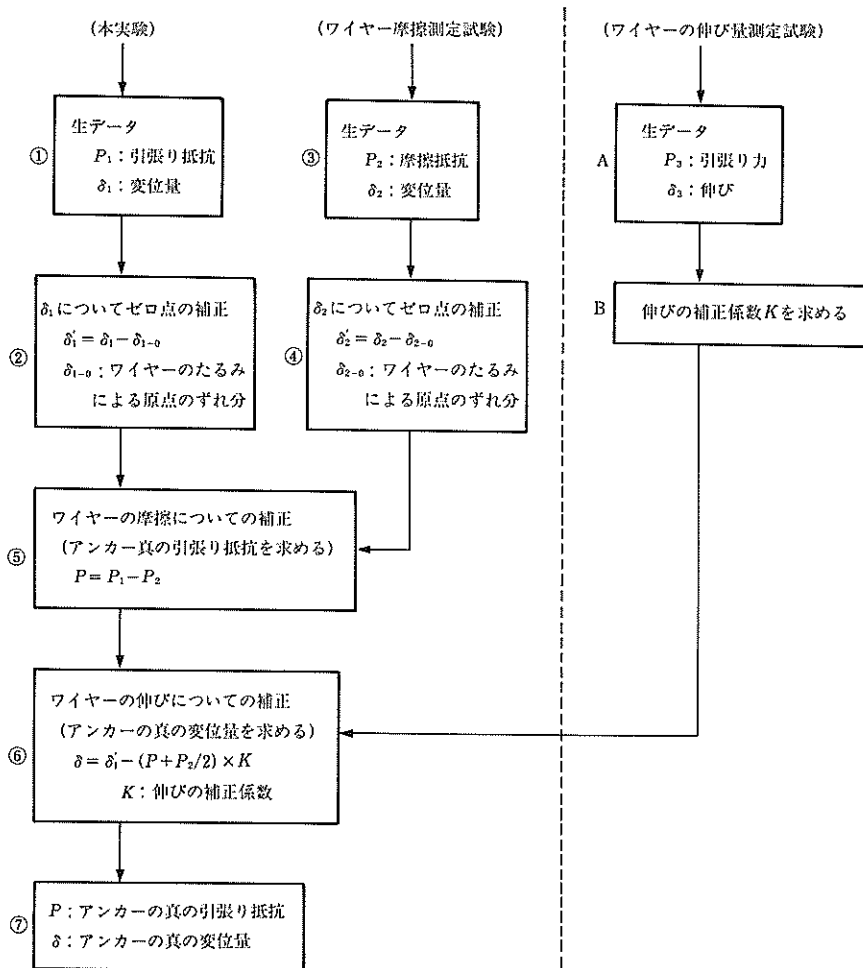 (本実験)
(ワイヤー摩擦測定試験)
(ワイヤーの伸び量測定試験)
①
生データ
P₁：引張り抵抗
δ₁：変位量
③
生データ
P₂：摩擦抵抗
δ₂：変位量
A
生データ
P₃：引張り力
δ₃：伸び
②
δ₁についてゼロ点の補正
δ₁′＝δ₁−δ₁₋₀
δ₁₋₀：ワイヤーのたるみ
による原点のずれ分
④
δ₂についてゼロ点の補正
δ₂′＝δ₂−δ₂₋₀
δ₂₋₀：ワイヤーのたるみ
による原点のずれ分
B
伸びの補正係数Kを求める
⑤
ワイヤーの摩擦についての補正
(アンカー真の引張り抵抗を求める)
P＝P₁−P₂
⑥
ワイヤーの伸びについての補正
(アンカーの真の変位量を求める)
δ＝δ₁′−(P＋P₂/2)×K
K：伸びの補正係数
⑦
P：アンカーの真の引張り抵抗
δ：アンカーの真の変位量